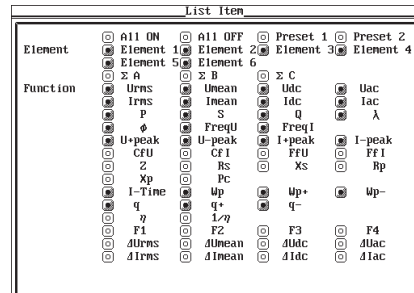 List Item
All ON All OFF Preset 1 Preset 2
Element Element 1 Element 2 Element 3 Element 4
Element 5 Element 6
Σ A Σ B Σ C
Function Urms Umean Udc Uac
Irms Imean Idc Iac
P S Q λ
ϕ FreqU FreqI
U+peak U-peak I+peak I-peak
CfU CfI FfU FfI
Z Rs Xs Rp
Xp Pc
I-Time Wp Wp+ Wp-
q q+ q-
η 1/η
F1 F2 F3 F4
ΔUrms ΔUmean ΔUdc ΔUac
ΔIrms ΔImean ΔIdc ΔIac